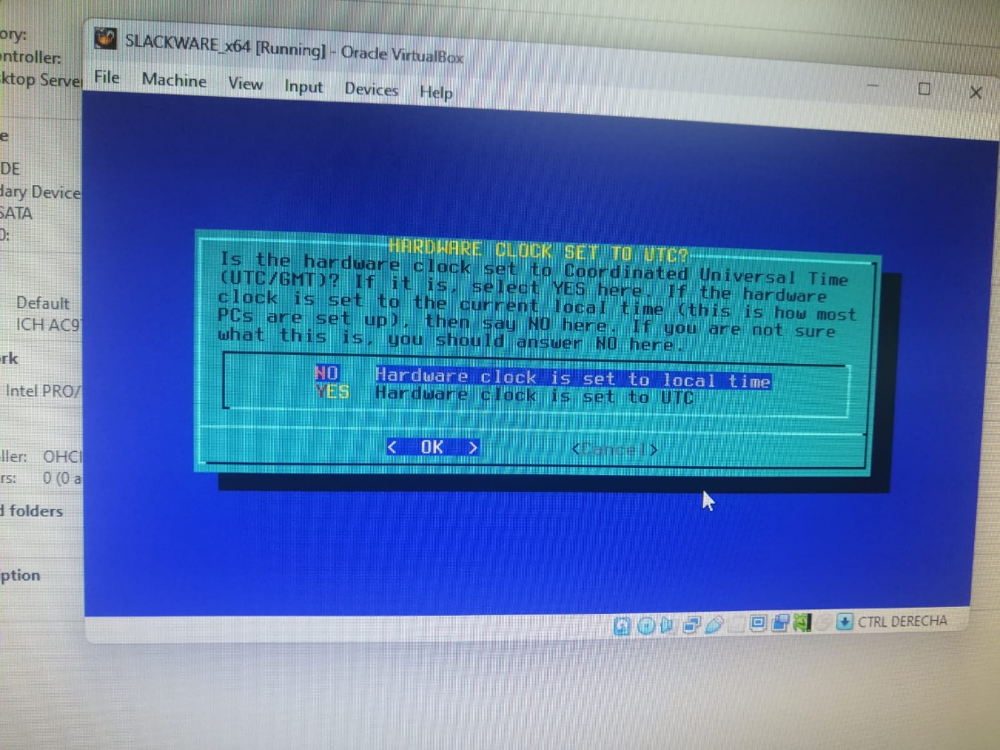 ory:
ontroller:
ktop Serve
e
DE
dary Device
SATA
0:
Default
ICH AC9
rk
Intel PRO/
ller: OHCI
rs: 0 (0 a
d folders
ption
SLACKWARE_x64 [Running] - Oracle VirtualBox
File Machine View Input Devices Help
HARDWARE CLOCK SET TO UTC?
Is the hardware clock set to Coordinated Universal Time
(UTC/GMT)? If it is, select YES here. If the hardware
clock is set to the current local time (this is how most
PCs are set up), then say NO here. If you are not sure
what this is, you should answer NO here.
NO Hardware clock is set to local time
YES Hardware clock is set to UTC
< OK > <Cancel>
CTRL DERECHA